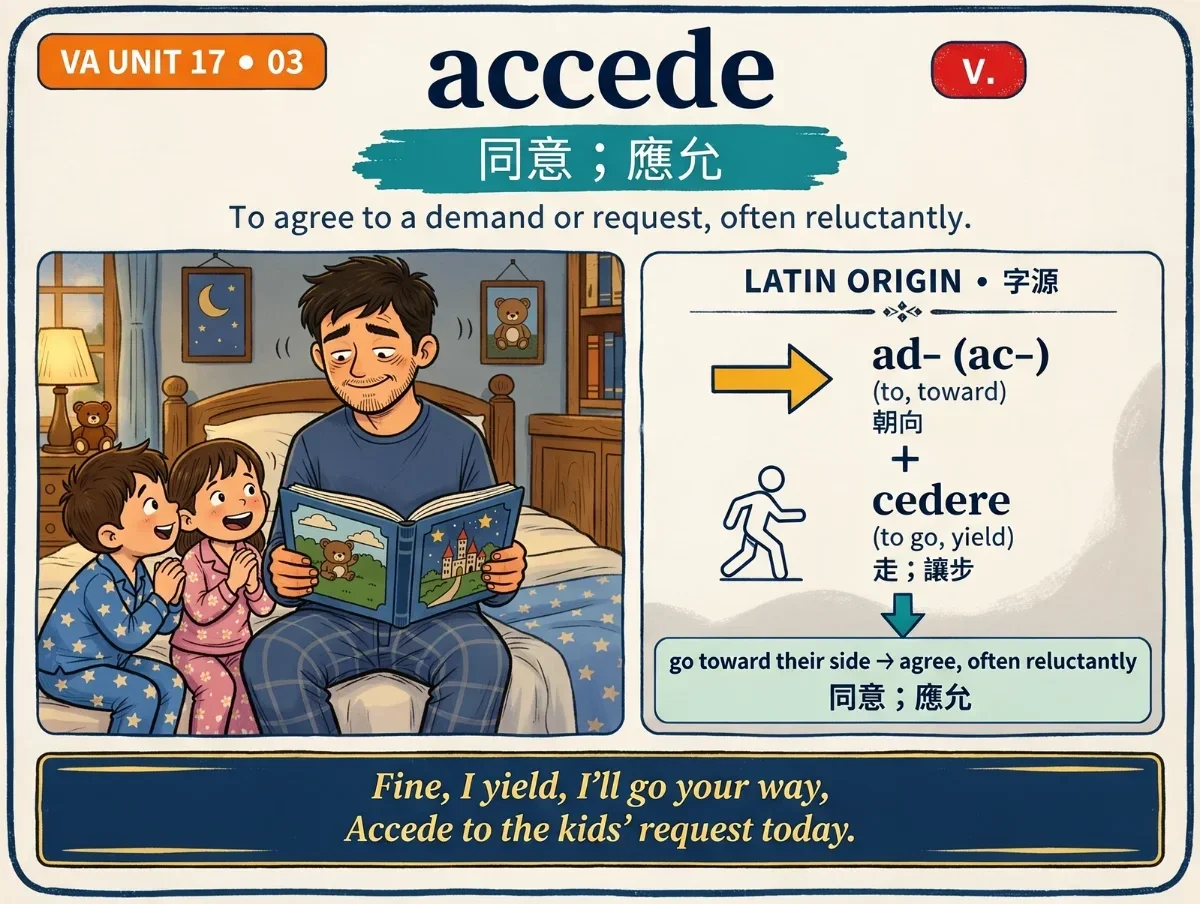 VA UNIT 17 • 03
accede
V.
同意；應允
To agree to a demand or request, often reluctantly.
LATIN ORIGIN • 字源
ad- (ac-)
(to, toward)
朝向
+
cedere
(to go, yield)
走；讓步
go toward their side → agree, often reluctantly
同意；應允
Fine, I yield, I'll go your way,
Accede to the kids' request today.